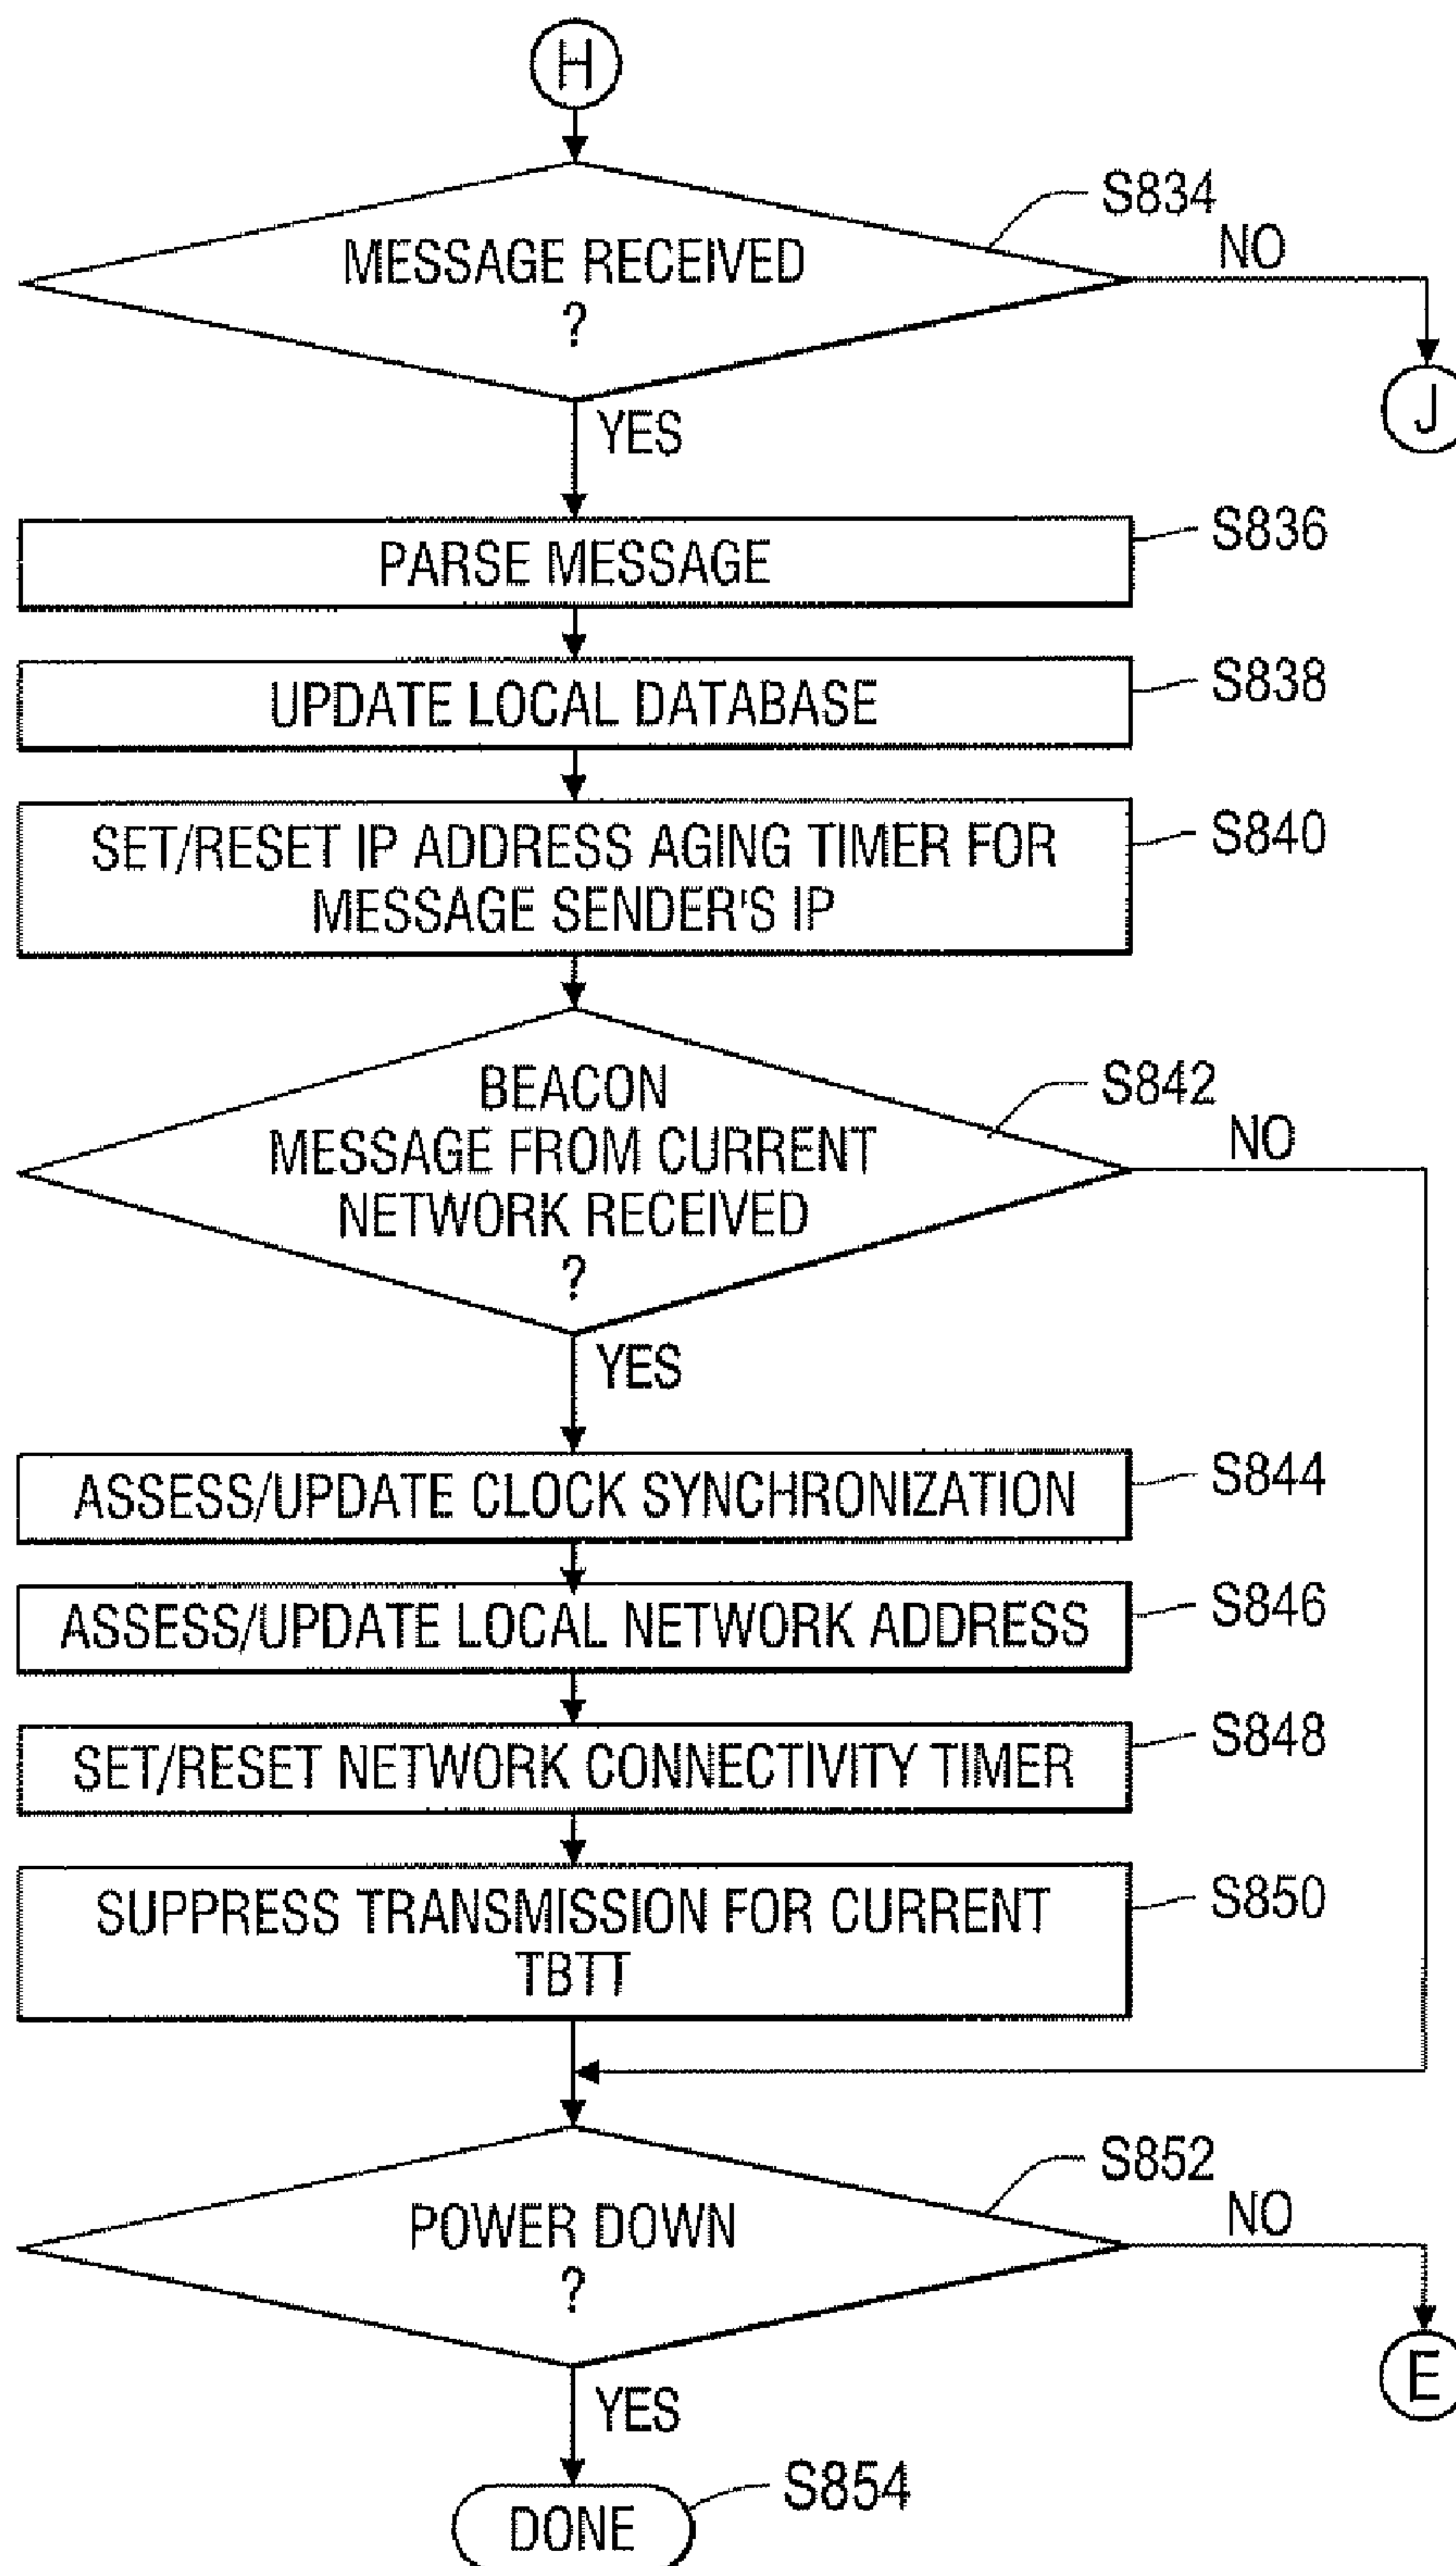 H
S834
MESSAGE RECEIVED
?
NO
J
YES
PARSE MESSAGE
S836
UPDATE LOCAL DATABASE
S838
SET/RESET IP ADDRESS AGING TIMER FOR
MESSAGE SENDER'S IP
S840
BEACON
MESSAGE FROM CURRENT
NETWORK RECEIVED
?
S842
NO
YES
ASSESS/UPDATE CLOCK SYNCHRONIZATION
S844
ASSESS/UPDATE LOCAL NETWORK ADDRESS
S846
SET/RESET NETWORK CONNECTIVITY TIMER
S848
SUPPRESS TRANSMISSION FOR CURRENT
TBTT
S850
S852
POWER DOWN
?
NO
E
YES
DONE
S854